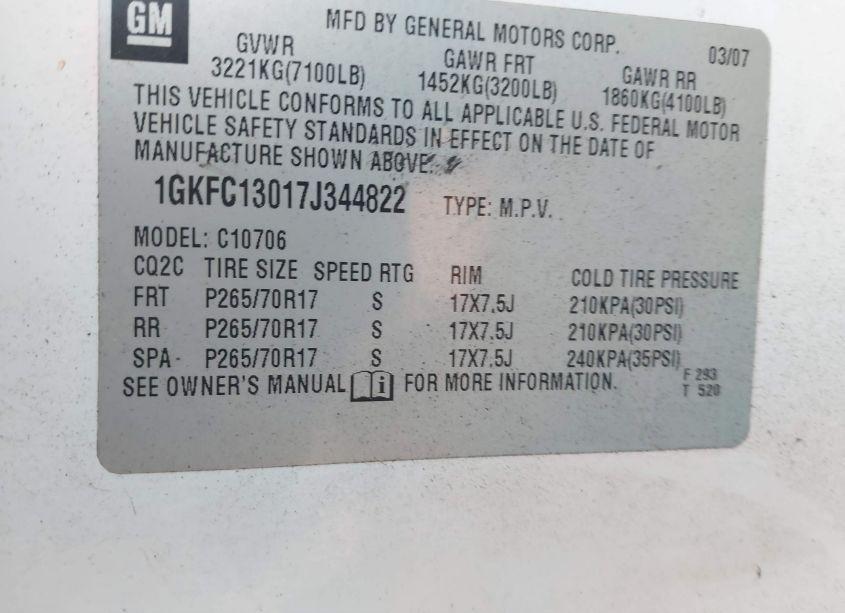 GM
MFD BY GENERAL MOTORS CORP.
03/07
GVWR GAWR FRT GAWR RR
3221KG(7100LB) 1452KG(3200LB) 1860KG(4100LB)
THIS VEHICLE CONFORMS TO ALL APPLICABLE U.S. FEDERAL MOTOR
VEHICLE SAFETY STANDARDS IN EFFECT ON THE DATE OF
MANUFACTURE SHOWN ABOVE.
1GKFC13017J344822 TYPE: M.P.V.
MODEL: C10706
CQ2C TIRE SIZE SPEED RTG RIM COLD TIRE PRESSURE
FRT P265/70R17 S 17X7.5J 210KPA(30PSI)
RR P265/70R17 S 17X7.5J 210KPA(30PSI)
SPA P265/70R17 S 17X7.5J 240KPA(35PSI)
SEE OWNER'S MANUAL i FOR MORE INFORMATION.
F 293
T 520